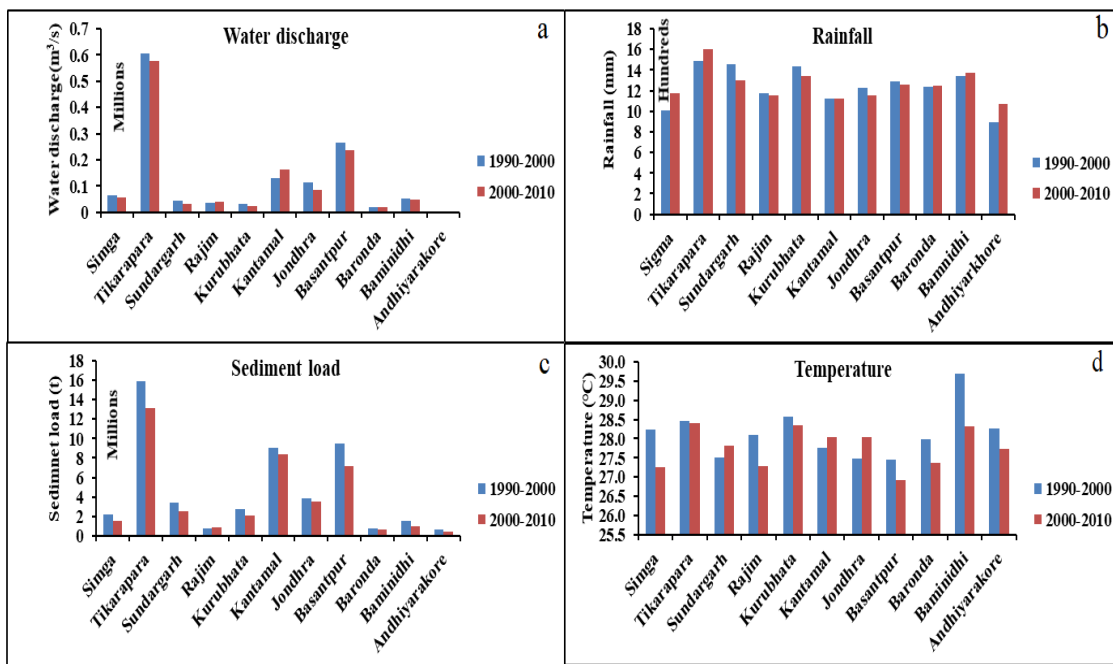 Water discharge
a
Water discharge(m³/s)
Millions
0.7
0.6
0.5
0.4
0.3
0.2
0.1
0
1990-2000
2000-2010
Simga
Tikarapara
Sundargarh
Rajim
Kurubhata
Kantamal
Jondhra
Basantpur
Baronda
Baminidhi
Andhiyarakore
Rainfall
b
Rainfall (mm)
Hundreds
18
16
14
12
10
8
6
4
2
0
1990-2000
2000-2010
Sigma
Tikarapara
Sundargarh
Rajim
Kurubhata
Kantamal
Jondhra
Basantpur
Baronda
Bamnidhi
Andhiyarkhore
Sediment load
c
Sedimnet load (t)
Millions
18
16
14
12
10
8
6
4
2
0
1990-2000
2000-2010
Simga
Tikarapara
Sundargarh
Rajim
Kurubhata
Kantamal
Jondhra
Basantpur
Baronda
Baminidhi
Andhiyarakore
Temperature
d
Temperature (°C)
30.0
29.5
29.0
28.5
28.0
27.5
27.0
26.5
26.0
25.5
1990-2000
2000-2010
Simga
Tikarapara
Sundargarh
Rajim
Kurubhata
Kantamal
Jondhra
Basantpur
Baronda
Baminidhi
Andhiyarakore